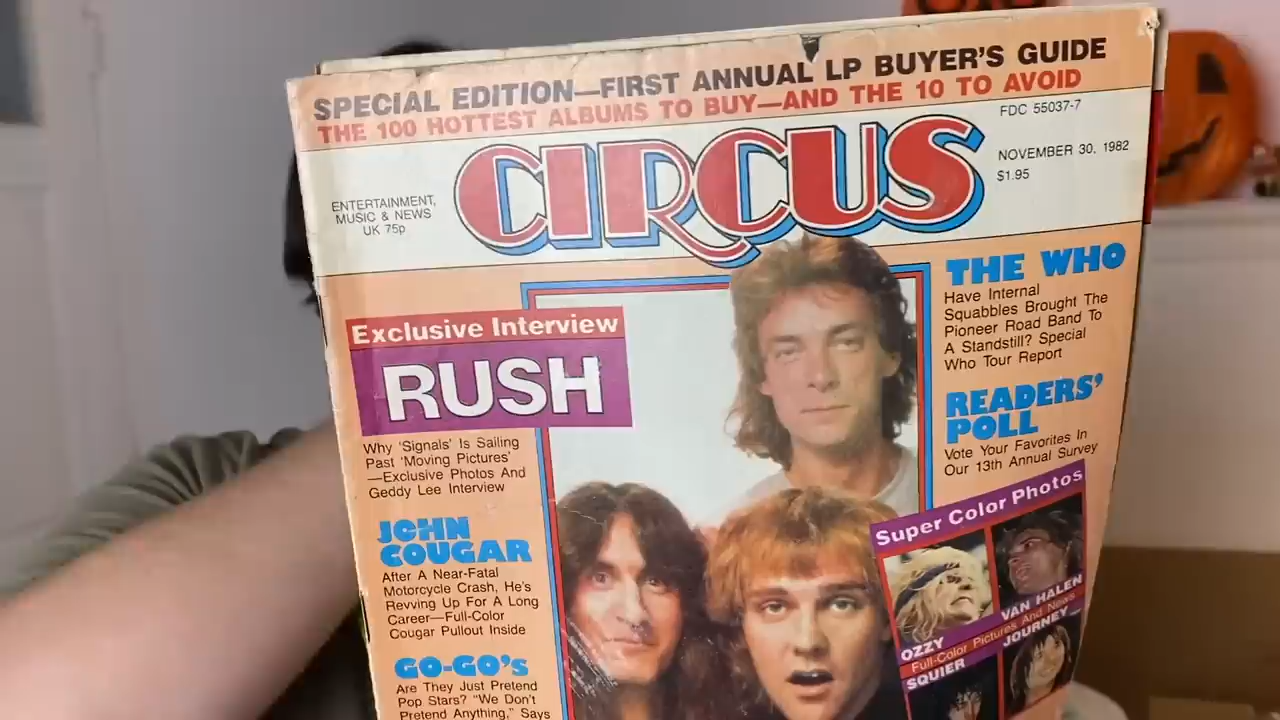 SPECIAL EDITION—FIRST ANNUAL LP BUYER'S GUIDE
THE 100 HOTTEST ALBUMS TO BUY—AND THE 10 TO AVOID
FDC 55037-7
CIRCUS
NOVEMBER 30, 1982
$1.95
ENTERTAINMENT,
MUSIC & NEWS
UK 75p
Exclusive Interview
RUSH
Why 'Signals' Is Sailing
Past 'Moving Pictures'
—Exclusive Photos And
Geddy Lee Interview
JOHN
COUGAR
After A Near-Fatal
Motorcycle Crash, He's
Revving Up For A Long
Career—Full-Color
Cougar Pullout Inside
GO-GO's
Are They Just Pretend
Pop Stars? "We Don't
Pretend Anything," Says
THE WHO
Have Internal
Squabbles Brought The
Pioneer Road Band To
A Standstill? Special
Who Tour Report
READERS'
POLL
Vote Your Favorites In
Our 13th Annual Survey
Super Color Photos
OZZY
VAN HALEN
Full-Color Pictures And News
SQUIER
JOURNEY